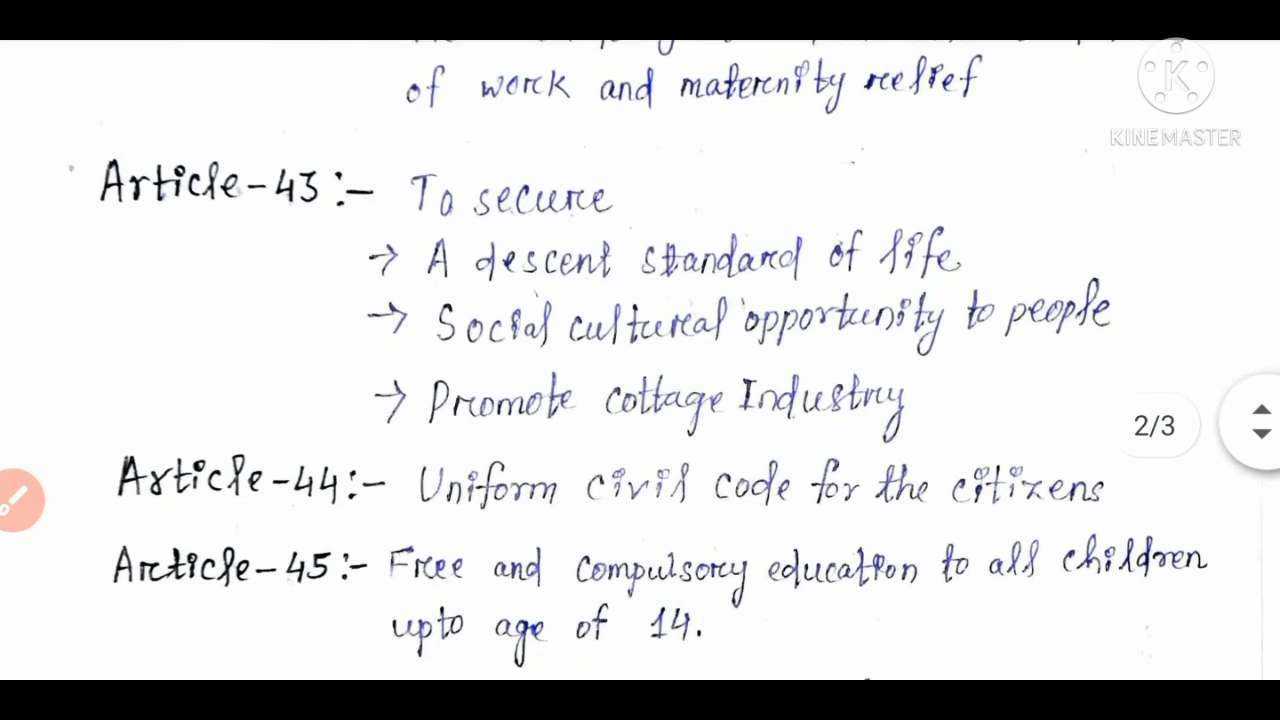 of work and maternity relief
KINEMASTER
Article-43:- To secure
→ A descent standard of life
→ Social cultural opportunity to people
→ Promote cottage Industry
2/3
Article-44:- Uniform civil code for the citizens
Article-45:- Free and compulsory education to all children
upto age of 14.